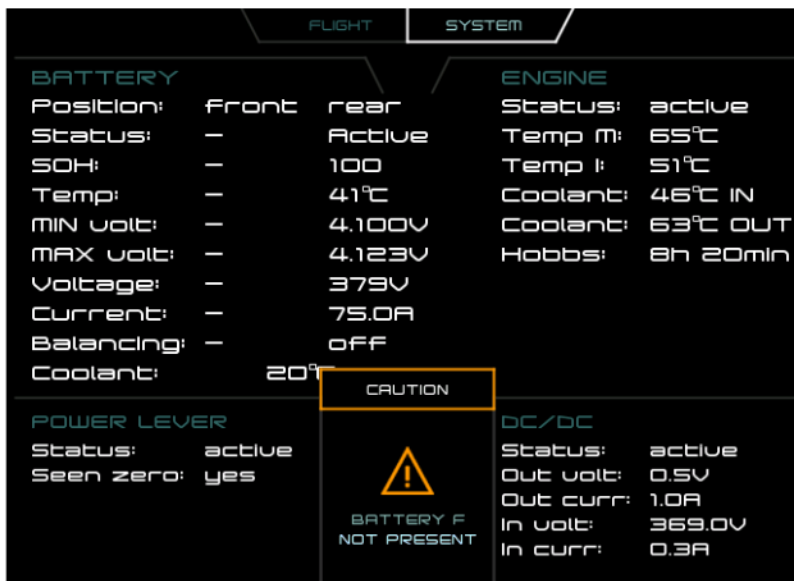 FLIGHT SYSTEM
BATTERY
Position: front rear
Status: — Active
SOH: — 100
Temp: — 41°C
MIN volt: — 4.100V
MAX volt: — 4.123V
Voltage: — 379V
Current: — 75.0A
Balancing: — off
Coolant: 20°
ENGINE
Status: active
Temp M: 65°C
Temp I: 51°C
Coolant: 46°C IN
Coolant: 63°C OUT
Hobbs: 8h 20min
POWER LEVER
Status: active
Seen zero: yes
CAUTION
BATTERY F
NOT PRESENT
DC/DC
Status: active
Out volt: 0.5V
Out curr: 1.0A
In volt: 369.0V
In curr: 0.3A